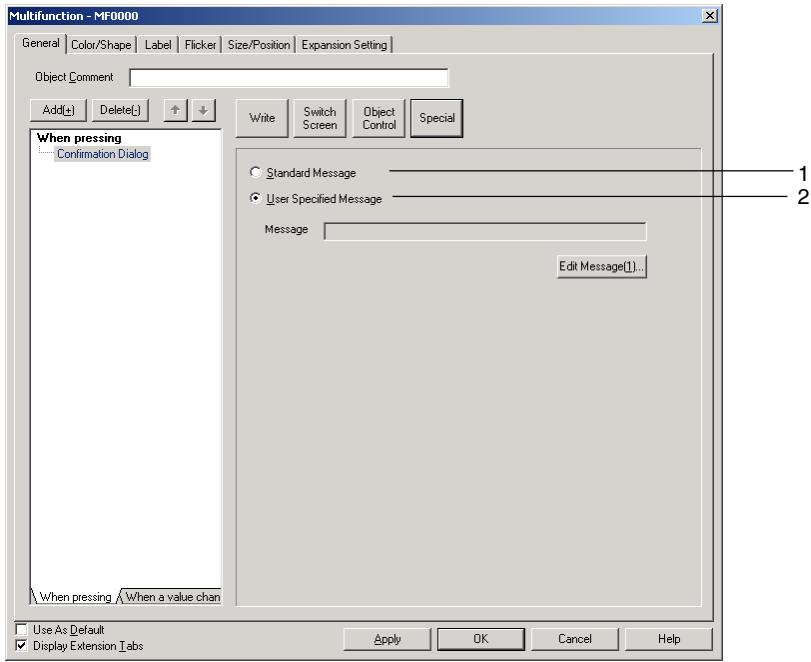 Multifunction - MF0000
General Color/Shape Label Flicker Size/Position Expansion Setting
Object Comment
Add(+) Delete(-)
Write Switch Screen Object Control Special
When pressing
Confirmation Dialog
Standard Message 1
User Specified Message 2
Message
Edit Message(1)...
When pressing When a value chan
Use As Default
Display Extension Tabs
Apply OK Cancel Help